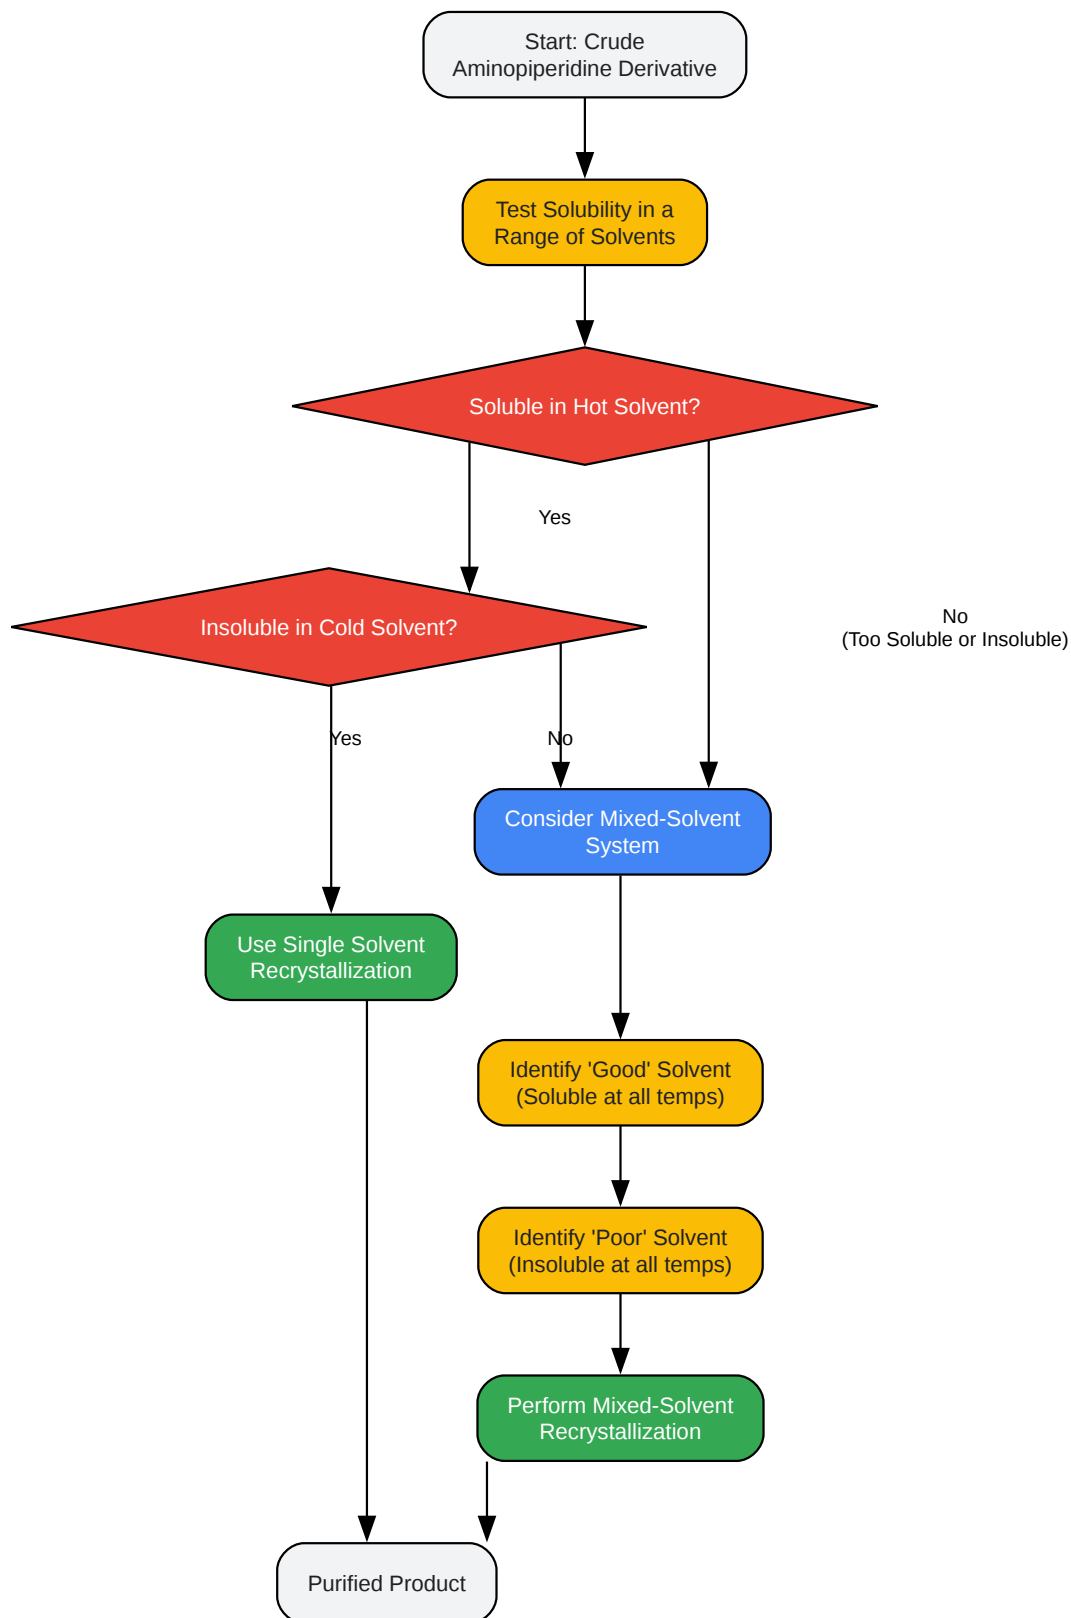 Start: Crude
Aminopiperidine Derivative
Test Solubility in a
Range of Solvents
Soluble in Hot Solvent?
Yes
No
(Too Soluble or Insoluble)
Insoluble in Cold Solvent?
Yes
No
Consider Mixed-Solvent
System
Use Single Solvent
Recrystallization
Identify 'Good' Solvent
(Soluble at all temps)
Identify 'Poor' Solvent
(Insoluble at all temps)
Perform Mixed-Solvent
Recrystallization
Purified Product